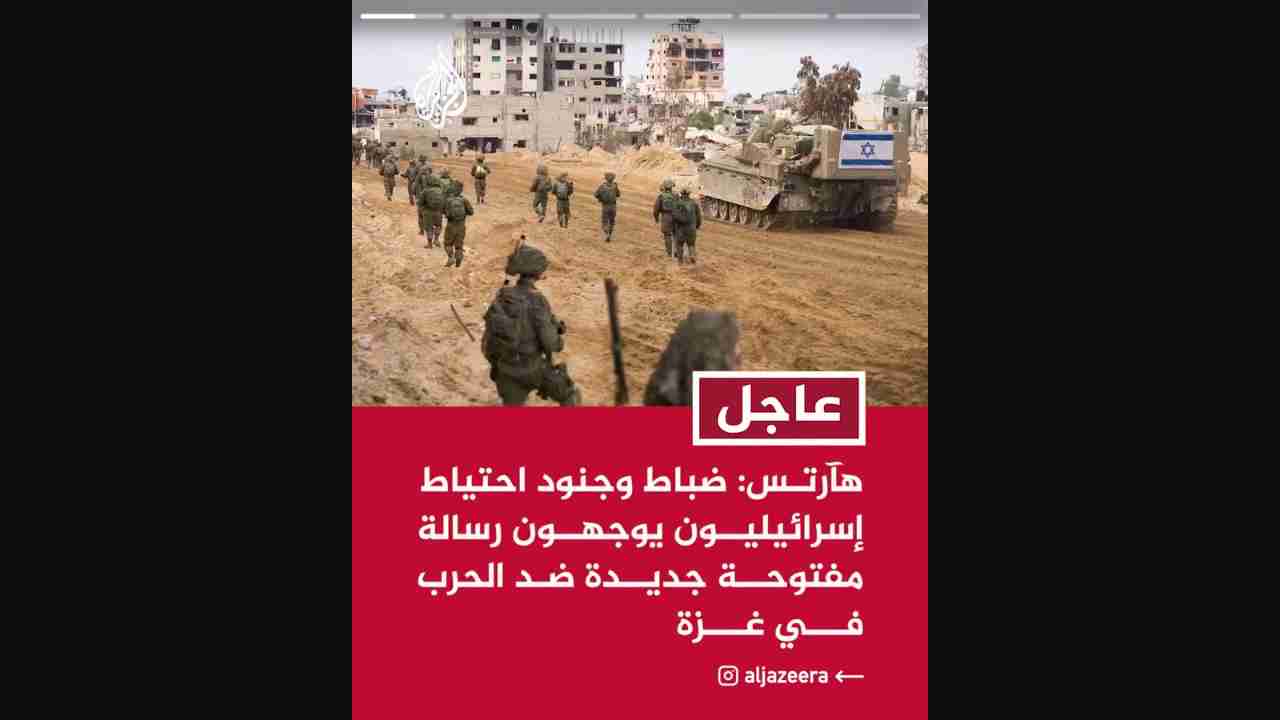 عاجل
هآرتس: ضباط وجنود احتياط
إسرائيليون يوجهون رسالة
مفتوحة جديدة ضد الحرب
في غزة
aljazeera